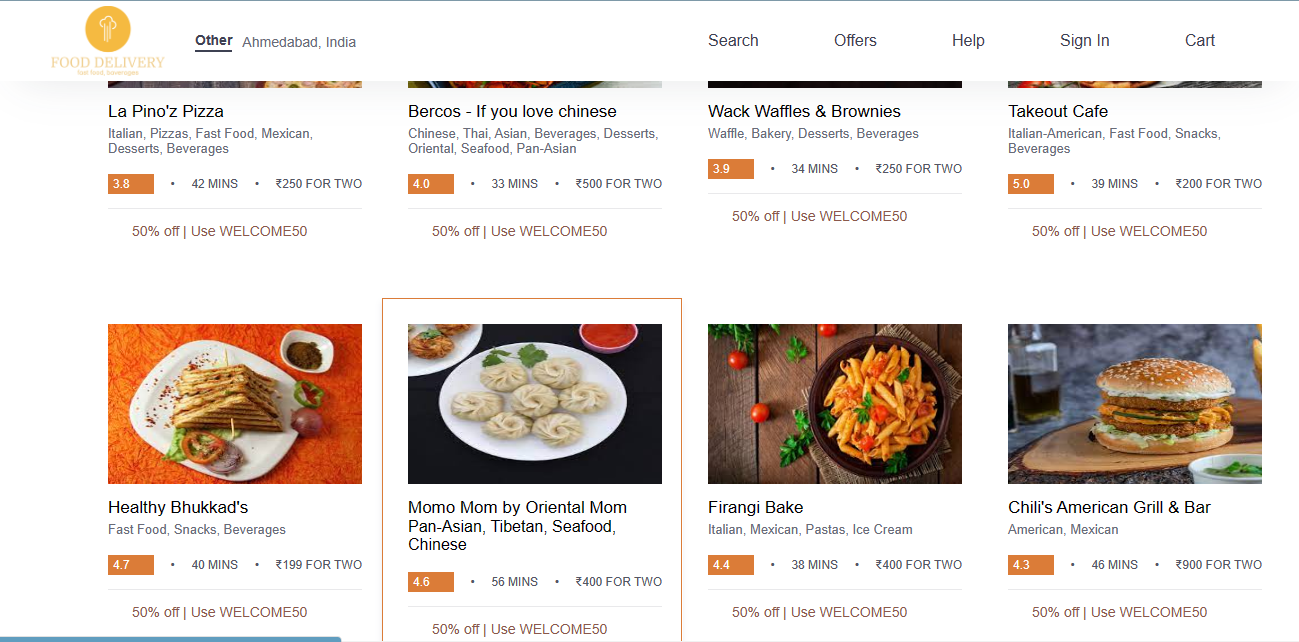 FOOD DELIVERY
fast food, beverages
Other Ahmedabad, India
Search
Offers
Help
Sign In
Cart
La Pino'z Pizza
Italian, Pizzas, Fast Food, Mexican,
Desserts, Beverages
3.8 • 42 MINS • ₹250 FOR TWO
50% off | Use WELCOME50
Bercos - If you love chinese
Chinese, Thai, Asian, Beverages, Desserts,
Oriental, Seafood, Pan-Asian
4.0 • 33 MINS • ₹500 FOR TWO
50% off | Use WELCOME50
Wack Waffles & Brownies
Waffle, Bakery, Desserts, Beverages
3.9 • 34 MINS • ₹250 FOR TWO
50% off | Use WELCOME50
Takeout Cafe
Italian-American, Fast Food, Snacks,
Beverages
5.0 • 39 MINS • ₹200 FOR TWO
50% off | Use WELCOME50
Healthy Bhukkad's
Fast Food, Snacks, Beverages
4.7 • 40 MINS • ₹199 FOR TWO
50% off | Use WELCOME50
Momo Mom by Oriental Mom
Pan-Asian, Tibetan, Seafood,
Chinese
4.6 • 56 MINS • ₹400 FOR TWO
50% off | Use WELCOME50
Firangi Bake
Italian, Mexican, Pastas, Ice Cream
4.4 • 38 MINS • ₹400 FOR TWO
50% off | Use WELCOME50
Chili's American Grill & Bar
American, Mexican
4.3 • 46 MINS • ₹900 FOR TWO
50% off | Use WELCOME50